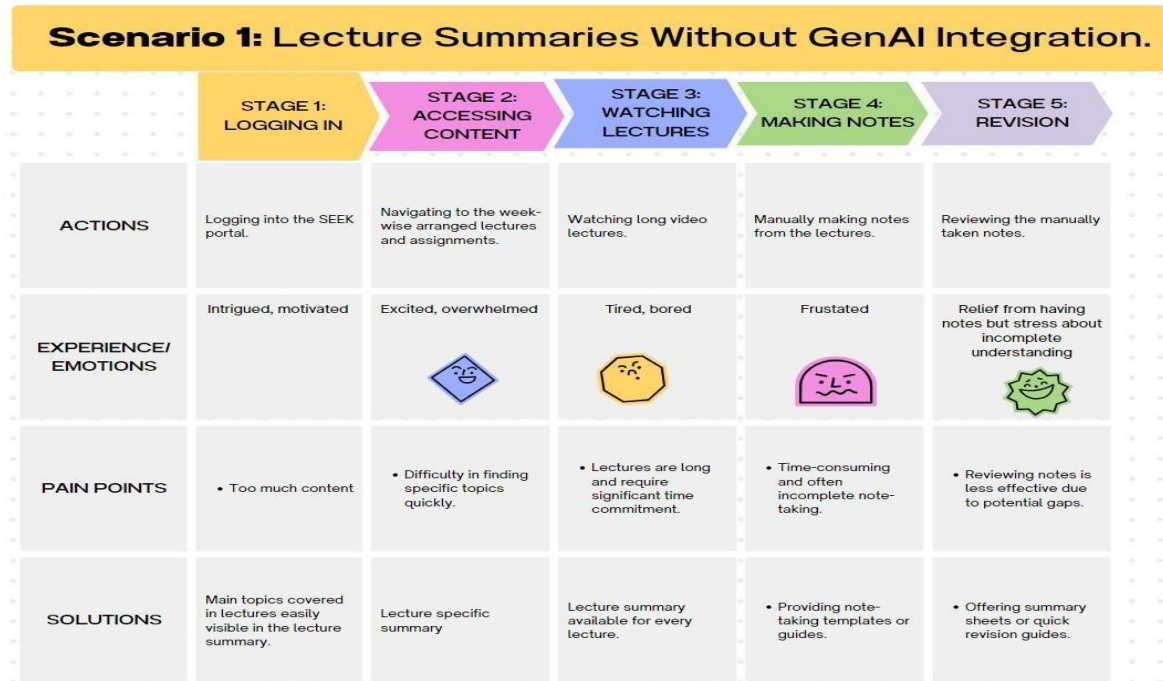 Scenario 1: Lecture Summaries Without GenAI Integration.
STAGE 1:
LOGGING IN
STAGE 2:
ACCESSING
CONTENT
STAGE 3:
WATCHING
LECTURES
STAGE 4:
MAKING NOTES
STAGE 5:
REVISION
ACTIONS
Logging into the SEEK
portal.
Navigating to the week-
wise arranged lectures
and assignments.
Watching long video
lectures.
Manually making notes
from the lectures.
Reviewing the manually
taken notes.
EXPERIENCE/
EMOTIONS
Intrigued, motivated
Excited, overwhelmed
Tired, bored
Frustated
Relief from having
notes but stress about
incomplete
understanding
PAIN POINTS
• Too much content
• Difficulty in finding
specific topics
quickly.
• Lectures are long
and require
significant time
commitment.
• Time-consuming
and often
incomplete note-
taking.
• Reviewing notes is
less effective due
to potential gaps.
SOLUTIONS
Main topics covered
in lectures easily
visible in the lecture
summary.
Lecture specific
summary
Lecture summary
available for every
lecture.
• Providing note-
taking templates or
guides.
• Offering summary
sheets or quick
revision guides.